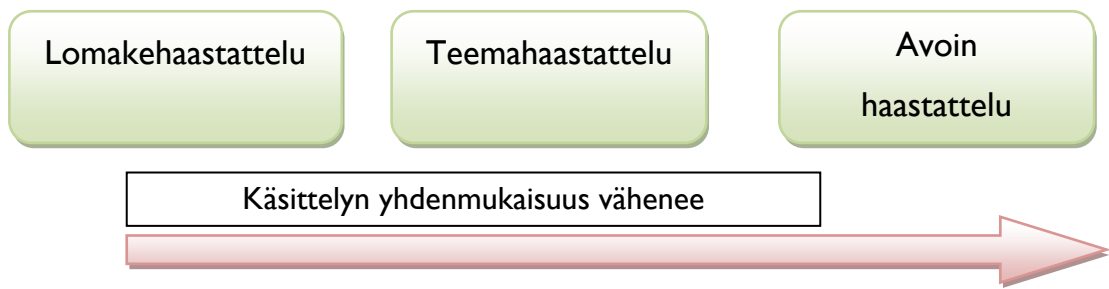 Lomakehaastattelu
Teemahaastattelu
Avoin
haastattelu
Käsittelyn yhdenmukaisuus vähenee